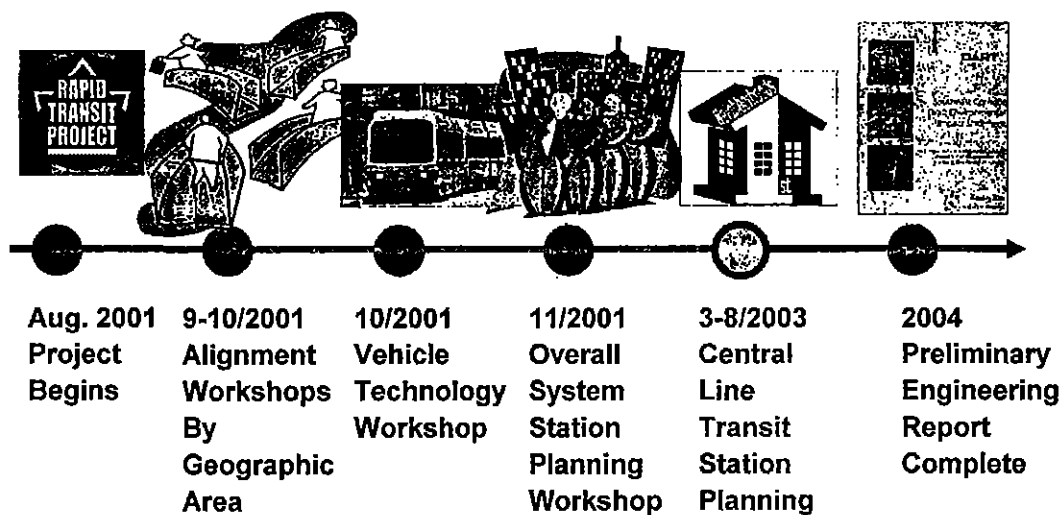 RAPID
TRANSIT
PROJECT
Aug. 2001
Project
Begins
9-10/2001
Alignment
Workshops
By
Geographic
Area
10/2001
Vehicle
Technology
Workshop
11/2001
Overall
System
Station
Planning
Workshop
3-8/2003
Central
Line
Transit
Station
Planning
2004
Preliminary
Engineering
Report
Complete